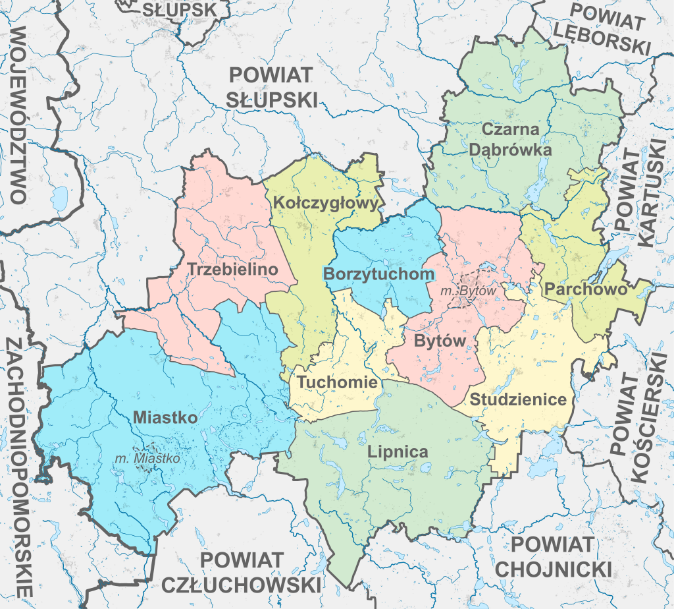 SŁUPSK
POWIAT
LĘBORSKI
WOJEWÓDZTWO
POWIAT
SŁUPSKI
Czarna
Dąbrówka
POWIAT
KARTUSKI
Kołczygłowy
Trzebielino
Borzytuchom
m. Bytów
Parchowo
Bytów
ZACHODNIOPOMORSKIE
Tuchomie
Studzienice
Miastko
m. Miastko
Lipnica
POWIAT
KOŚCIERSKI
POWIAT
CZŁUCHOWSKI
POWIAT
CHOJNICKI